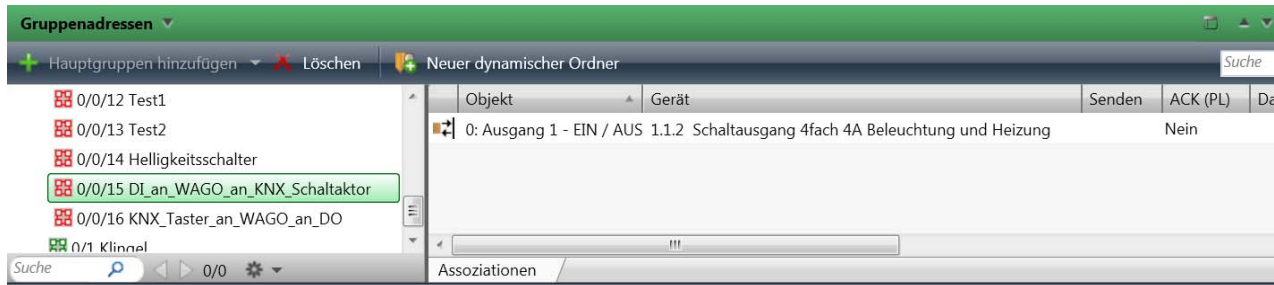 Gruppenadressen
Hauptgruppen hinzufügen Löschen Neuer dynamischer Ordner Suche
0/0/12 Test1
0/0/13 Test2
0/0/14 Helligkeitsschalter
0/0/15 DI_an_WAGO_an_KNX_Schaltaktor
0/0/16 KNX_Taster_an_WAGO_an_DO
0/1 Klingel
Suche 0/0
Objekt Gerät Senden ACK (PL) Da
0: Ausgang 1 - EIN / AUS 1.1.2 Schaltausgang 4fach 4A Beleuchtung und Heizung Nein
Assoziationen